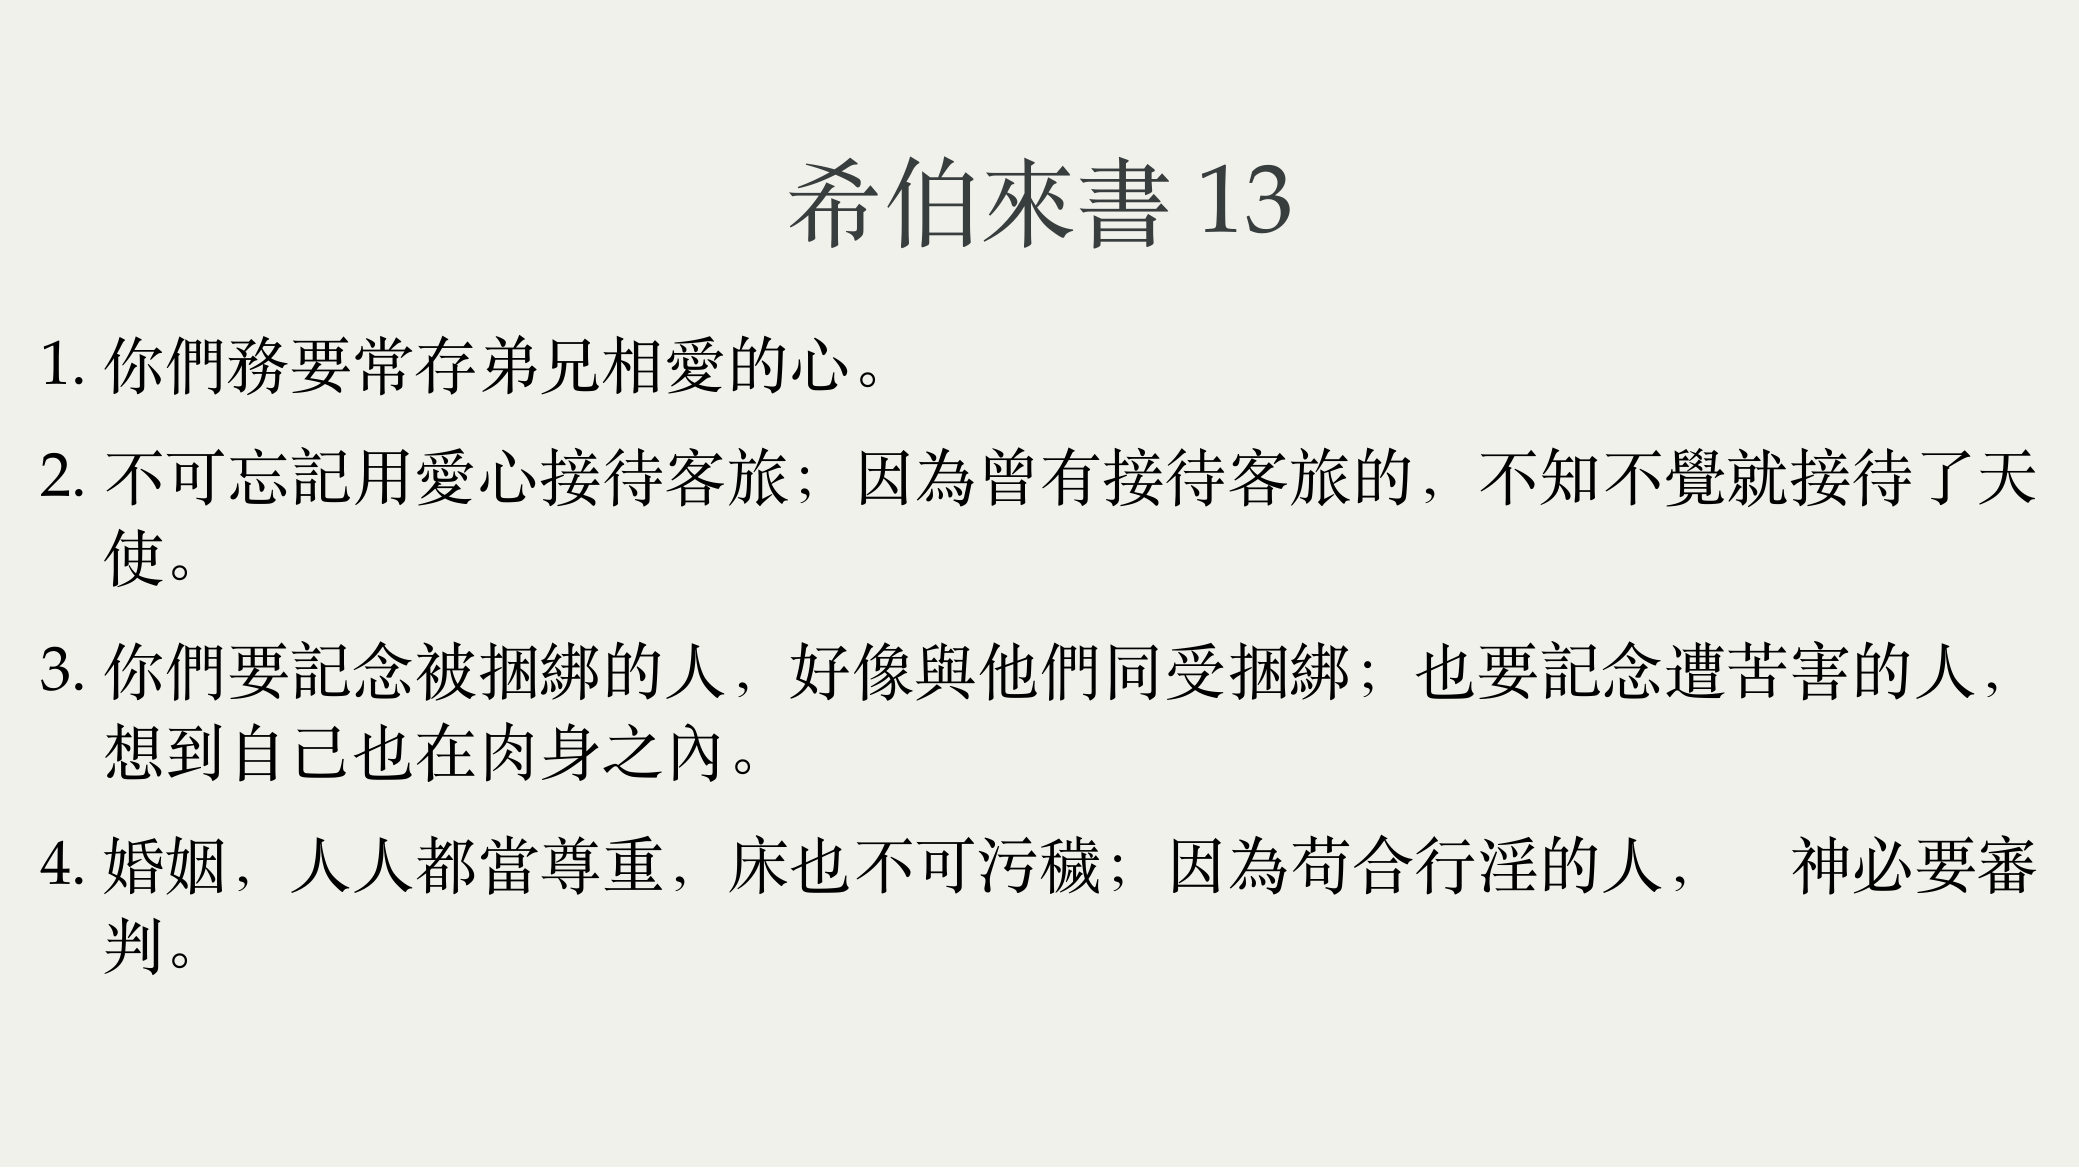 希伯來書 13
1. 你們務要常存弟兄相愛的心。
2. 不可忘記用愛心接待客旅；因為曾有接待客旅的，不知不覺就接待了天
使。
3. 你們要記念被捆綁的人，好像與他們同受捆綁；也要記念遭苦害的人，
想到自己也在肉身之內。
4. 婚姻，人人都當尊重，床也不可污穢；因為苟合行淫的人，　神必要審
判。